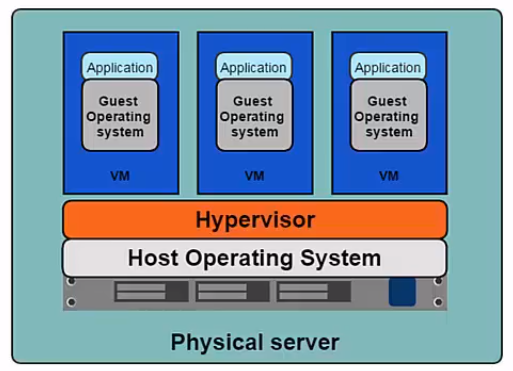 Application
Application
Application
Guest
Operating
system
Guest
Operating
system
Guest
Operating
system
VM
VM
VM
Hypervisor
Host Operating System
Physical server